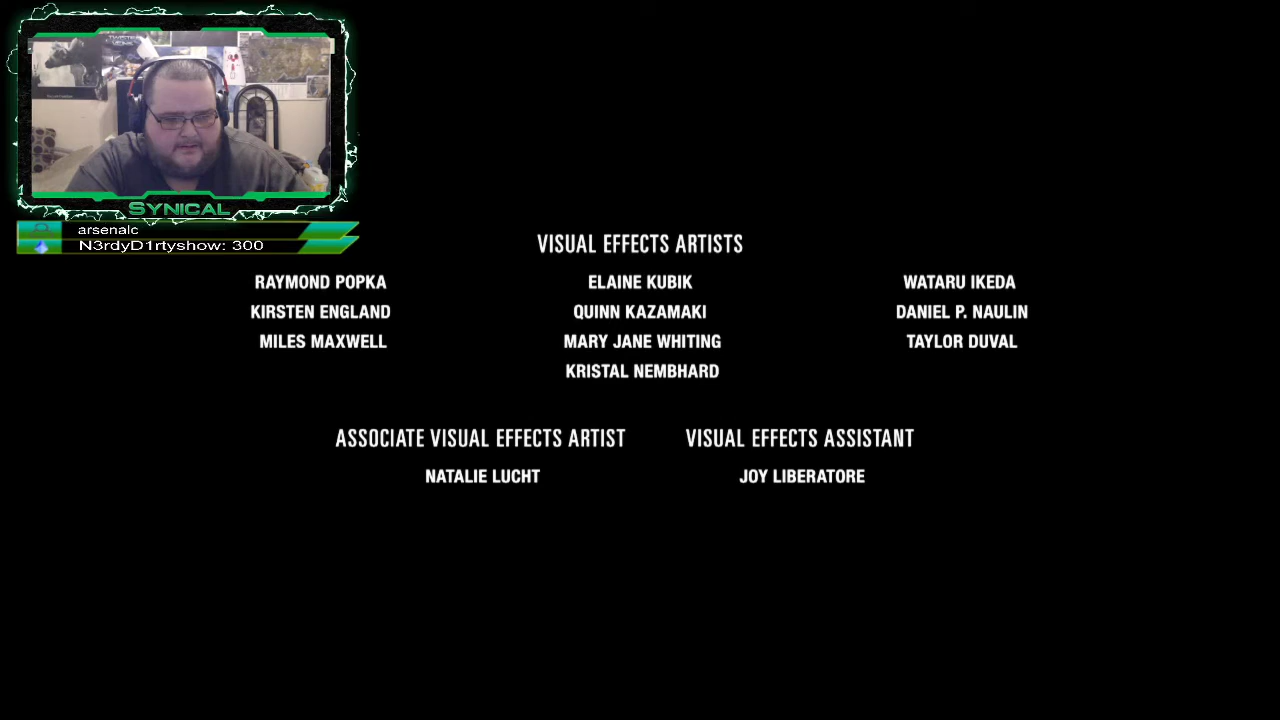 SYNICAL
arsenalc
N3rdyD1rtyshow: 300
VISUAL EFFECTS ARTISTS
RAYMOND POPKA ELAINE KUBIK WATARU IKEDA
KIRSTEN ENGLAND QUINN KAZAMAKI DANIEL P. NAULIN
MILES MAXWELL MARY JANE WHITING TAYLOR DUVAL
KRISTAL NEMBHARD
ASSOCIATE VISUAL EFFECTS ARTIST VISUAL EFFECTS ASSISTANT
NATALIE LUCHT JOY LIBERATORE